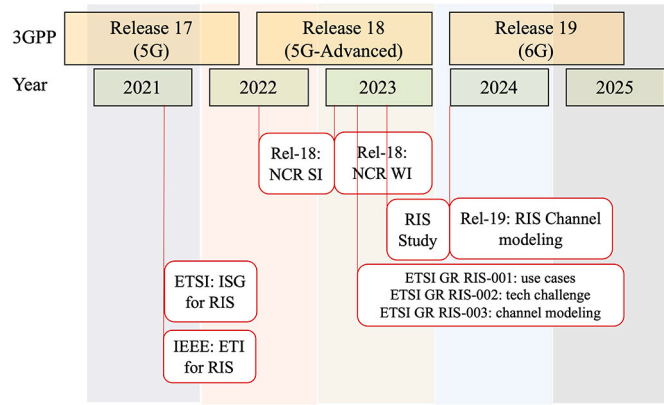 3GPP
Release 17
(5G)
Release 18
(5G-Advanced)
Release 19
(6G)
Year
2021
2022
2023
2024
2025
Rel-18:
NCR SI
Rel-18:
NCR WI
RIS
Study
Rel-19: RIS Channel
modeling
ETSI: ISG
for RIS
ETSI GR RIS-001: use cases
ETSI GR RIS-002: tech challenge
ETSI GR RIS-003: channel modeling
IEEE: ETI
for RIS